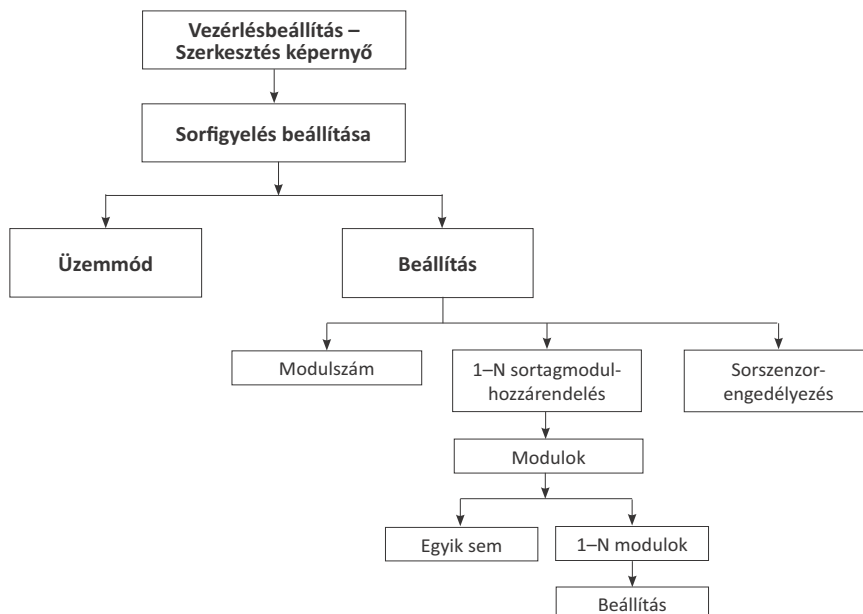 Vezérlésbeállítás –
Szerkesztés képernyő
Sorfigyelés beállítása
Üzemmód
Beállítás
Modulszám
1–N sortagmodul-
hozzárendelés
Sorszenzor-
engedélyezés
Modulok
Egyik sem
1–N modulok
Beállítás